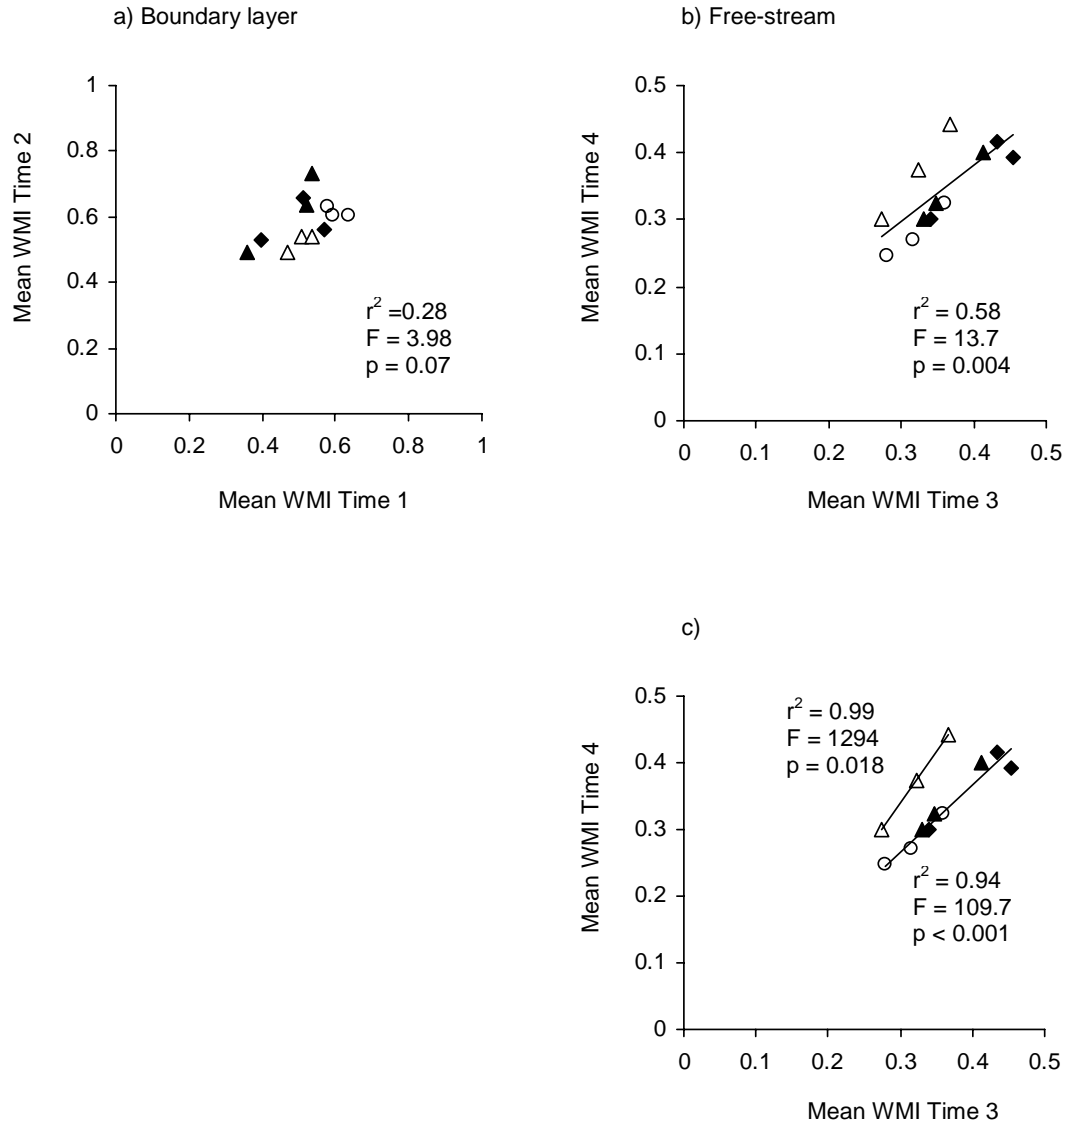 a) Boundary layer
1
0.8
0.6
0.4
0.2
0
Mean WMI Time 2
r² =0.28
F = 3.98
p = 0.07
0 0.2 0.4 0.6 0.8 1
Mean WMI Time 1
b) Free-stream
0.5
0.4
0.3
0.2
0.1
0
Mean WMI Time 4
r² = 0.58
F = 13.7
p = 0.004
0 0.1 0.2 0.3 0.4 0.5
Mean WMI Time 3
c)
0.5
0.4
0.3
0.2
0.1
0
Mean WMI Time 4
r² = 0.99
F = 1294
p = 0.018
r² = 0.94
F = 109.7
p < 0.001
0 0.1 0.2 0.3 0.4 0.5
Mean WMI Time 3